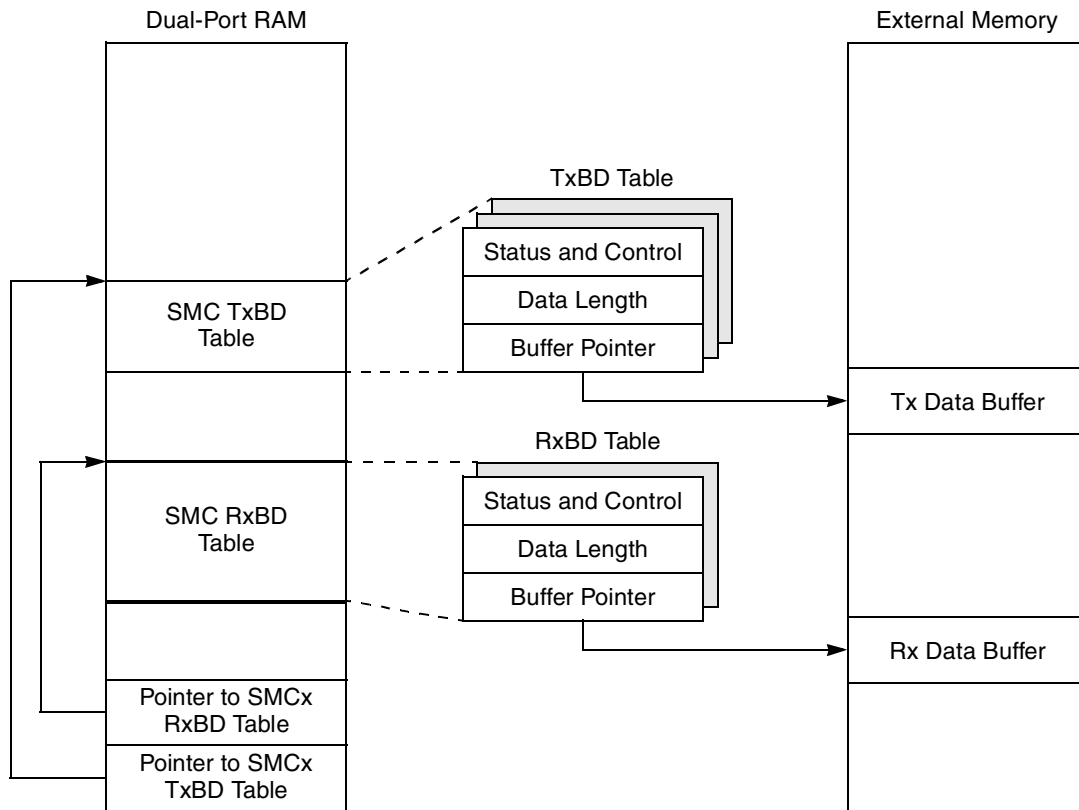 Dual-Port RAM
External Memory
TxBD Table
Status and Control
Data Length
Buffer Pointer
SMC TxBD
Table
Tx Data Buffer
RxBD Table
Status and Control
Data Length
Buffer Pointer
SMC RxBD
Table
Rx Data Buffer
Pointer to SMCx
RxBD Table
Pointer to SMCx
TxBD Table